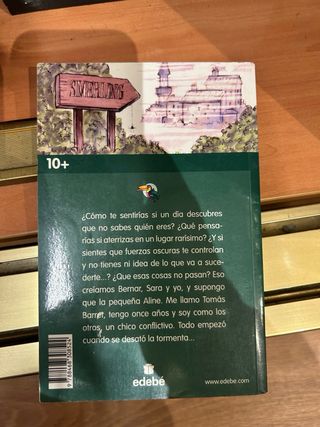 10+
¿Cómo te sentirías si un día descubres
que no sabes quién eres? ¿Qué pensa-
rías si aterrizas en un lugar rarísimo? ¿Y si
sientes que fuerzas oscuras te controlan
y no tienes ni idea de lo que va a suce-
derte...? ¿Que esas cosas no pasan? Eso
creíamos Bernar, Sara y yo, y supongo
que la pequeña Aline. Me llamo Tomás
Barret, tengo once años y soy como los
otros, un chico conflictivo. Todo empezó
cuando se desató la tormenta...
edebé
www.edebe.com